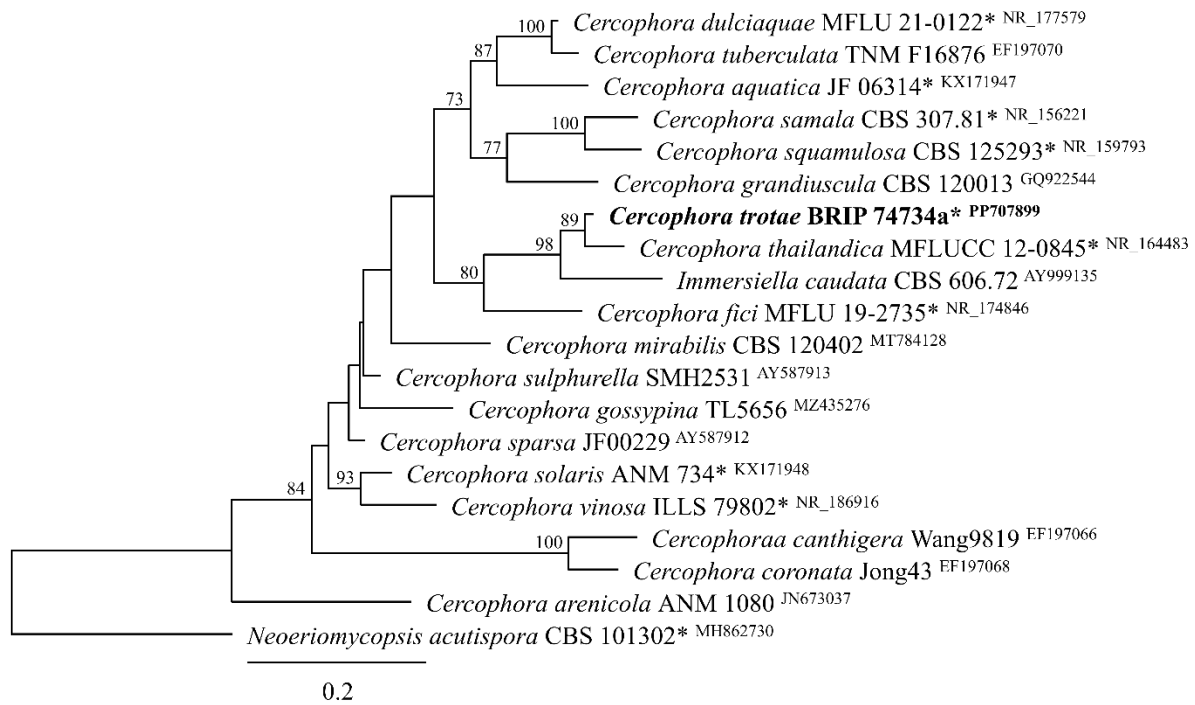 100 Cercophora dulciaquae MFLU 21-0122* NR_177579
87 Cercophora tuberculata TNM F16876 EF197070
Cercophora aquatica JF 06314* KX171947
73
100 Cercophora samala CBS 307.81* NR_156221
77 Cercophora squamulosa CBS 125293* NR_159793
Cercophora grandiuscula CBS 120013 GQ922544
89 Cercophora trotae BRIP 74734a* PP707899
98 Cercophora thailandica MFLUCC 12-0845* NR_164483
80 Immersiella caudata CBS 606.72 AY999135
Cercophora fici MFLU 19-2735* NR_174846
Cercophora mirabilis CBS 120402 MT784128
Cercophora sulphurella SMH2531 AY587913
Cercophora gossypina TL5656 MZ435276
Cercophora sparsa JF00229 AY587912
93 Cercophora solaris ANM 734* KX171948
84 Cercophora vinosa ILLS 79802* NR_186916
100 Cercophoraa canthigera Wang9819 EF197066
Cercophora coronata Jong43 EF197068
Cercophora arenicola ANM 1080 JN673037
Neoeriomycopsis acutispora CBS 101302* MH862730
0.2